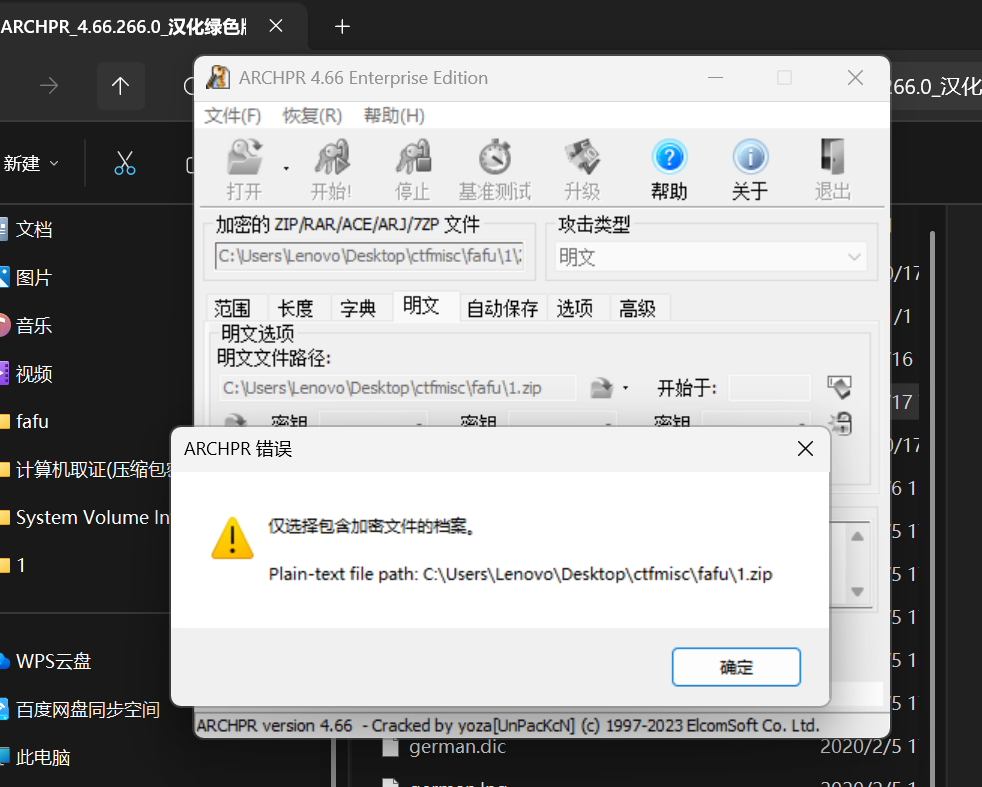 ARCHPR_4.66.266.0_汉化绿色版
ARCHPR 4.66 Enterprise Edition
66.0_汉化
文件(F) 恢复(R) 帮助(H)
新建
打开 开始! 停止 基准测试 升级 帮助 关于 退出
加密的 ZIP/RAR/ACE/ARJ/7ZP 文件
攻击类型
C:\Users\Lenovo\Desktop\ctfmisc\fafu\1\
明文
范围 长度 字典 明文 自动保存 选项 高级
明文选项
明文文件路径:
C:\Users\Lenovo\Desktop\ctfmisc\fafu\1.zip
开始于:
密钥 密钥 密钥
文档
图片
音乐
视频
fafu
计算机取证(压缩包
System Volume In
1
WPS云盘
百度网盘同步空间
此电脑
ARCHPR 错误
仅选择包含加密文件的档案。
Plain-text file path: C:\Users\Lenovo\Desktop\ctfmisc\fafu\1.zip
确定
ARCHPR version 4.66 - Cracked by yoza[UnPacKcN] (c) 1997-2023 ElcomSoft Co. Ltd.
/17
/1
/16
17
/17
/6 1
/5 1
/5 1
/5 1
/5 1
/5 1
german.dic 2020/2/5 1